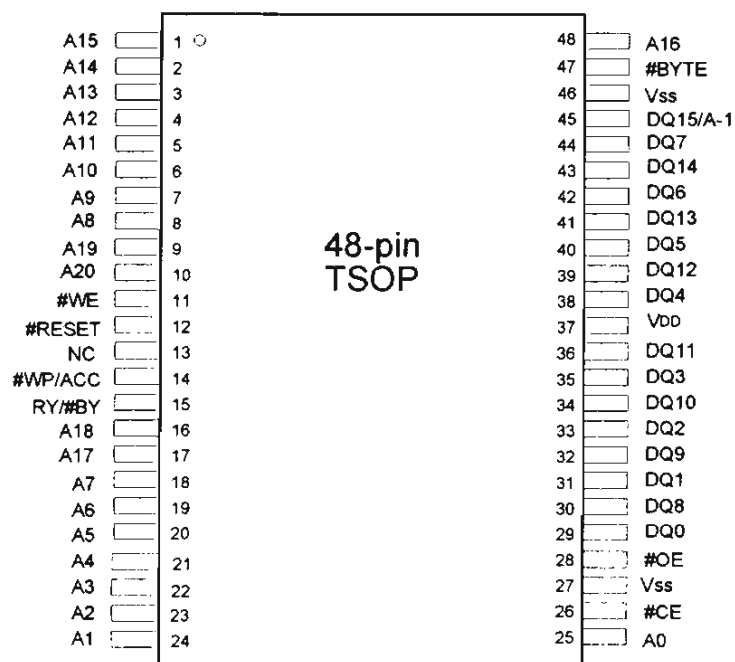 A15 1 48 A16
A14 2 47 #BYTE
A13 3 46 Vss
A12 4 45 DQ15/A-1
A11 5 44 DQ7
A10 6 43 DQ14
A9 7 42 DQ6
A8 8 41 DQ13
A19 9 40 DQ5
A20 10 39 DQ12
#WE 11 38 DQ4
#RESET 12 37 VDD
NC 13 36 DQ11
#WP/ACC 14 35 DQ3
RY/#BY 15 34 DQ10
A18 16 33 DQ2
A17 17 32 DQ9
A7 18 31 DQ1
A6 19 30 DQ8
A5 20 29 DQ0
A4 21 28 #OE
A3 22 27 Vss
A2 23 26 #CE
A1 24 25 A0
48-pin
TSOP